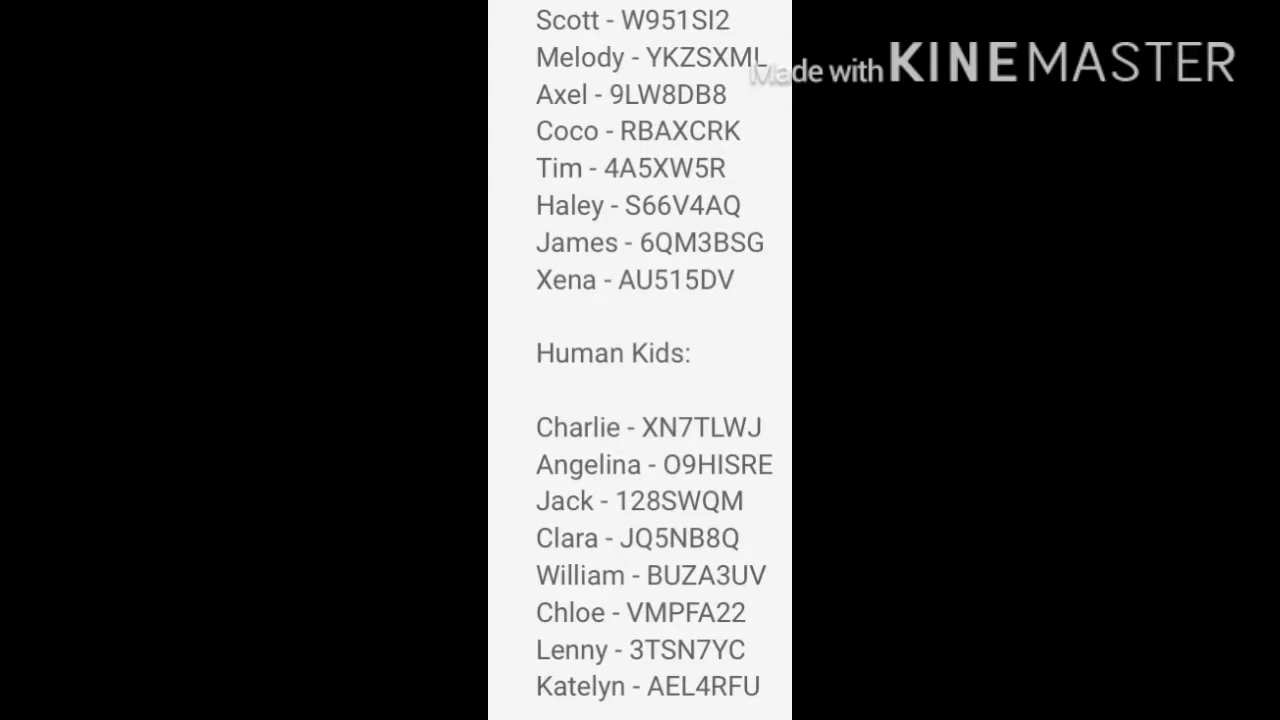 Scott - W951SI2
Melody - YKZSXML
Made with KINEMASTER
Axel - 9LW8DB8
Coco - RBAXCRK
Tim - 4A5XW5R
Haley - S66V4AQ
James - 6QM3BSG
Xena - AU515DV
Human Kids:
Charlie - XN7TLWJ
Angelina - O9HISRE
Jack - 128SWQM
Clara - JQ5NB8Q
William - BUZA3UV
Chloe - VMPFA22
Lenny - 3TSN7YC
Katelyn - AEL4RFU